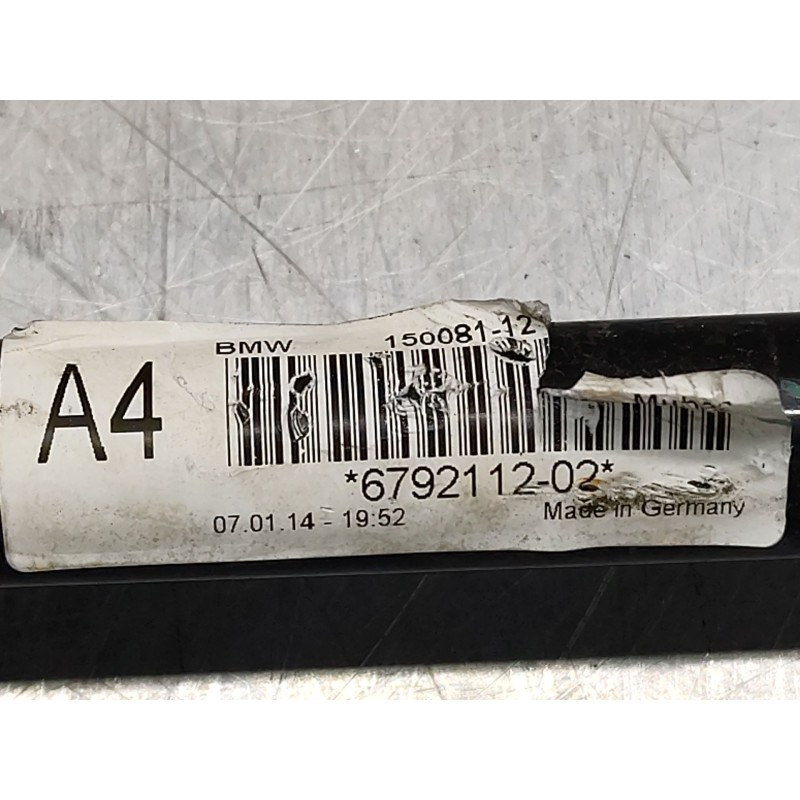 A4
BMW 150081-12
*6792112-02*
07.01.14 - 19:52 Made in Germany